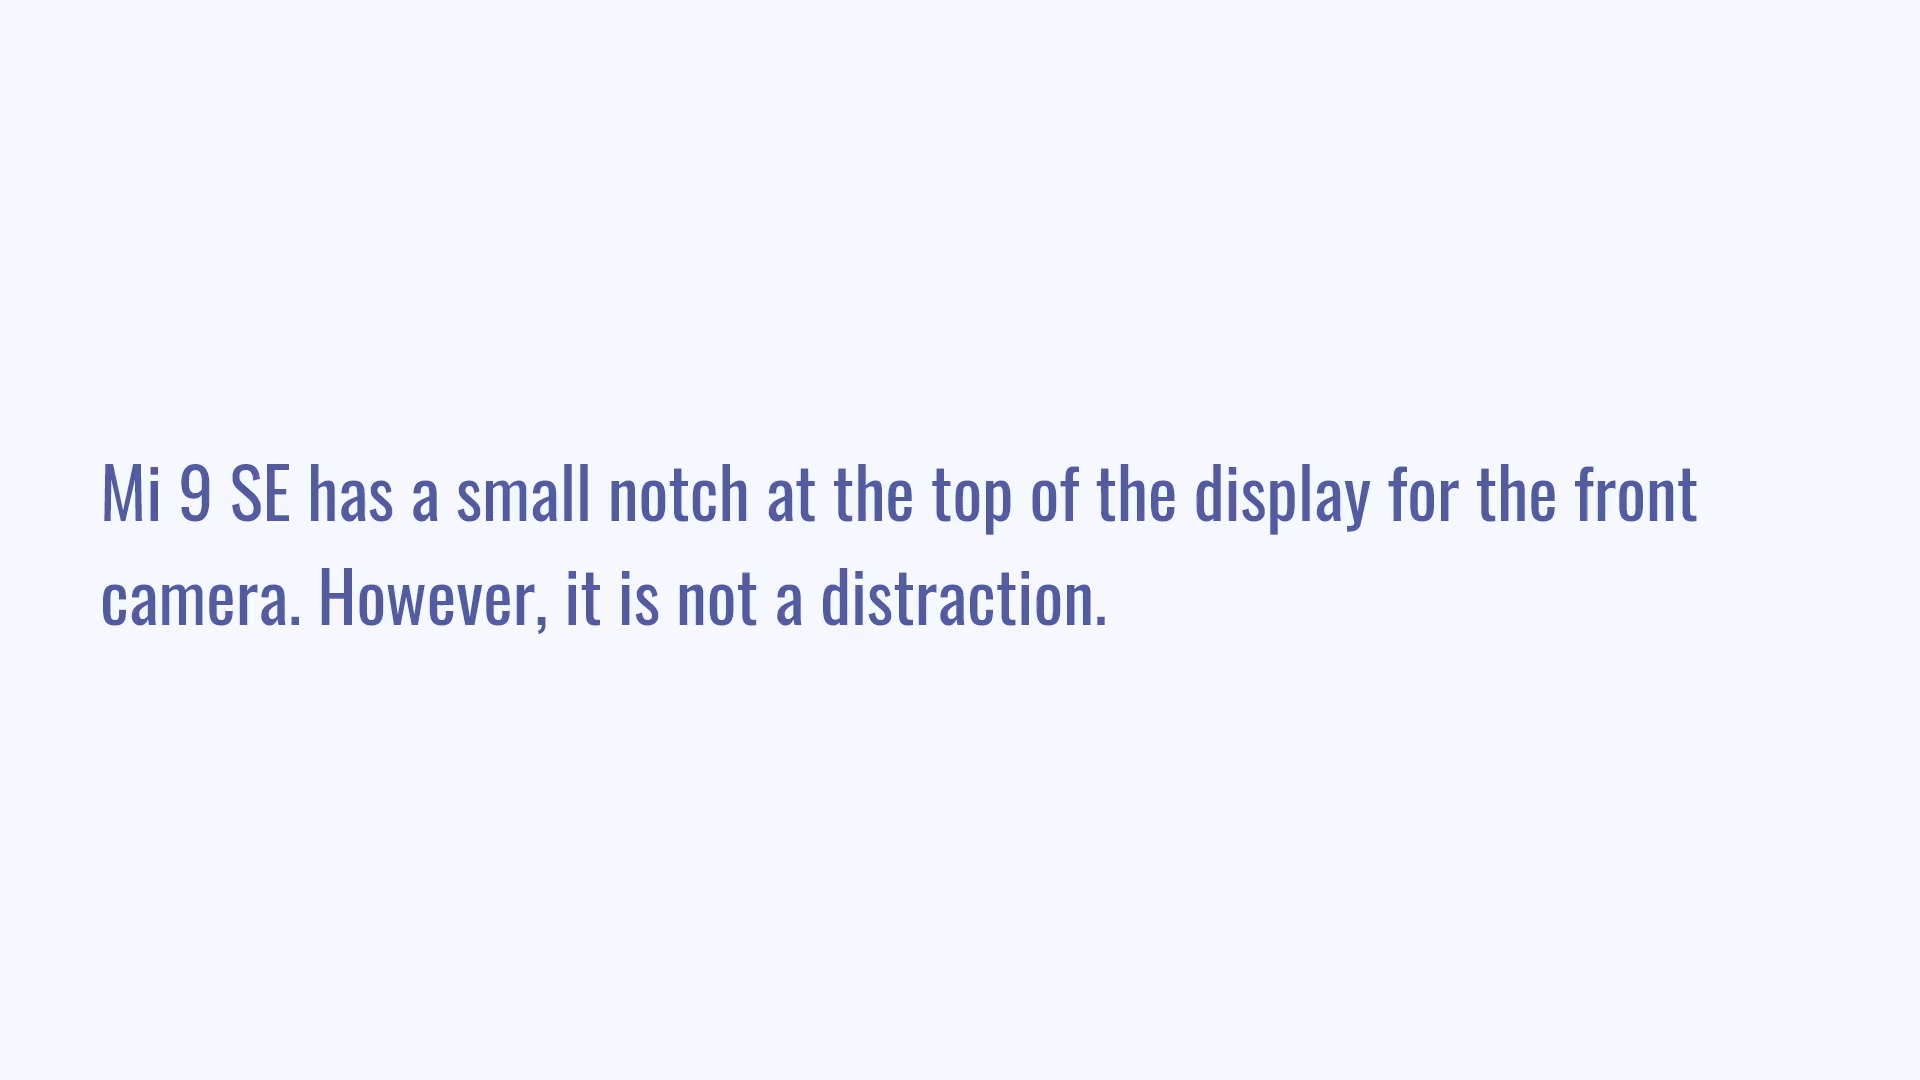 Mi 9 SE has a small notch at the top of the display for the front
camera. However, it is not a distraction.